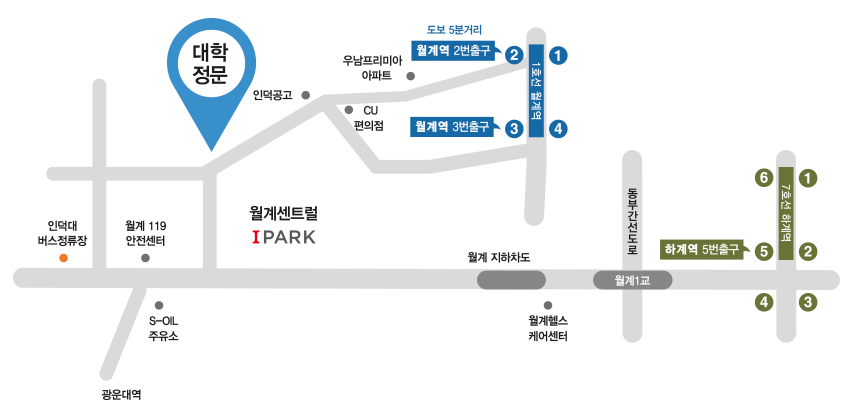 대학
정문
도보 5분거리
월계역 2번출구
2
1
1호선 월계역
우남프리미아
아파트
인덕공고
CU
편의점
월계역 3번출구
3
4
월계센트럴
IPARK
인덕대
버스정류장
월계 119
안전센터
S-OIL
주유소
광운대역
월계 지하차도
월계헬스
케어센터
동부간선도로
월계1교
하계역 5번출구
6
1
7호선 하계역
5
2
4
3